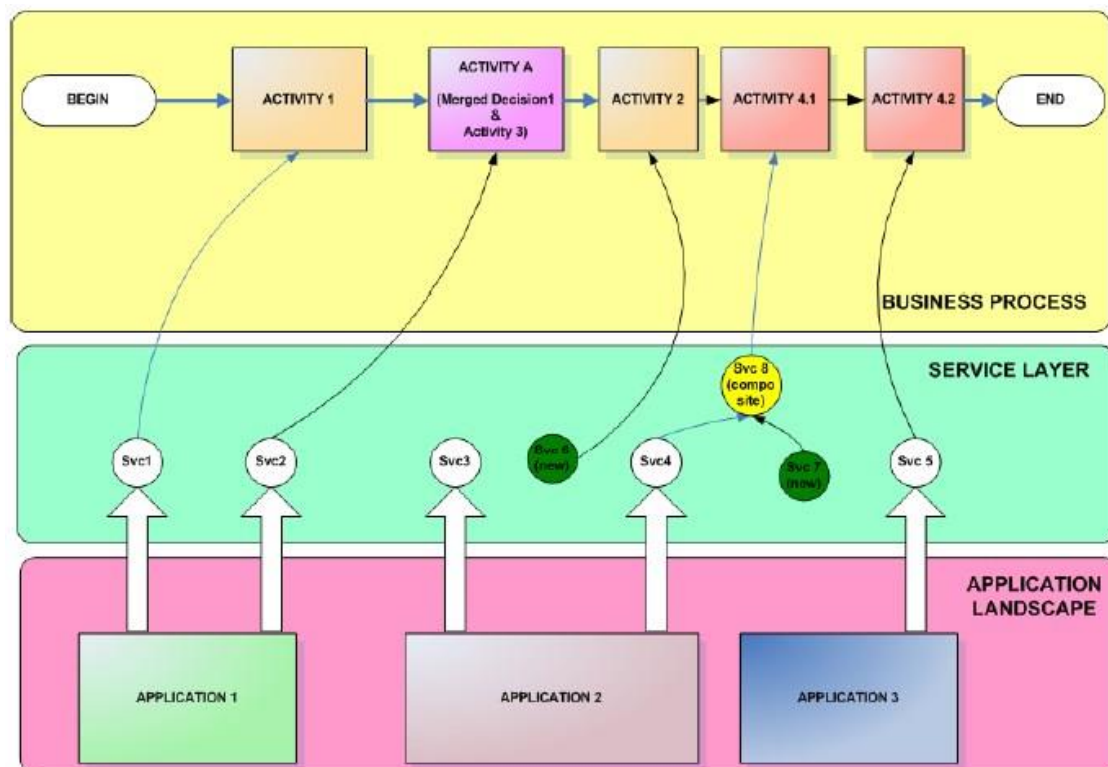 BEGIN
ACTIVITY 1
ACTIVITY A
(Merged Decision1
&
Activity 3)
ACTIVITY 2
ACTIVITY 4.1
ACTIVITY 4.2
END
BUSINESS PROCESS
SERVICE LAYER
Svc 8
(compo
site)
Svc1
Svc2
Svc3
Svc 6
(new)
Svc4
Svc 7
(new)
Svc 5
APPLICATION
LANDSCAPE
APPLICATION 1
APPLICATION 2
APPLICATION 3